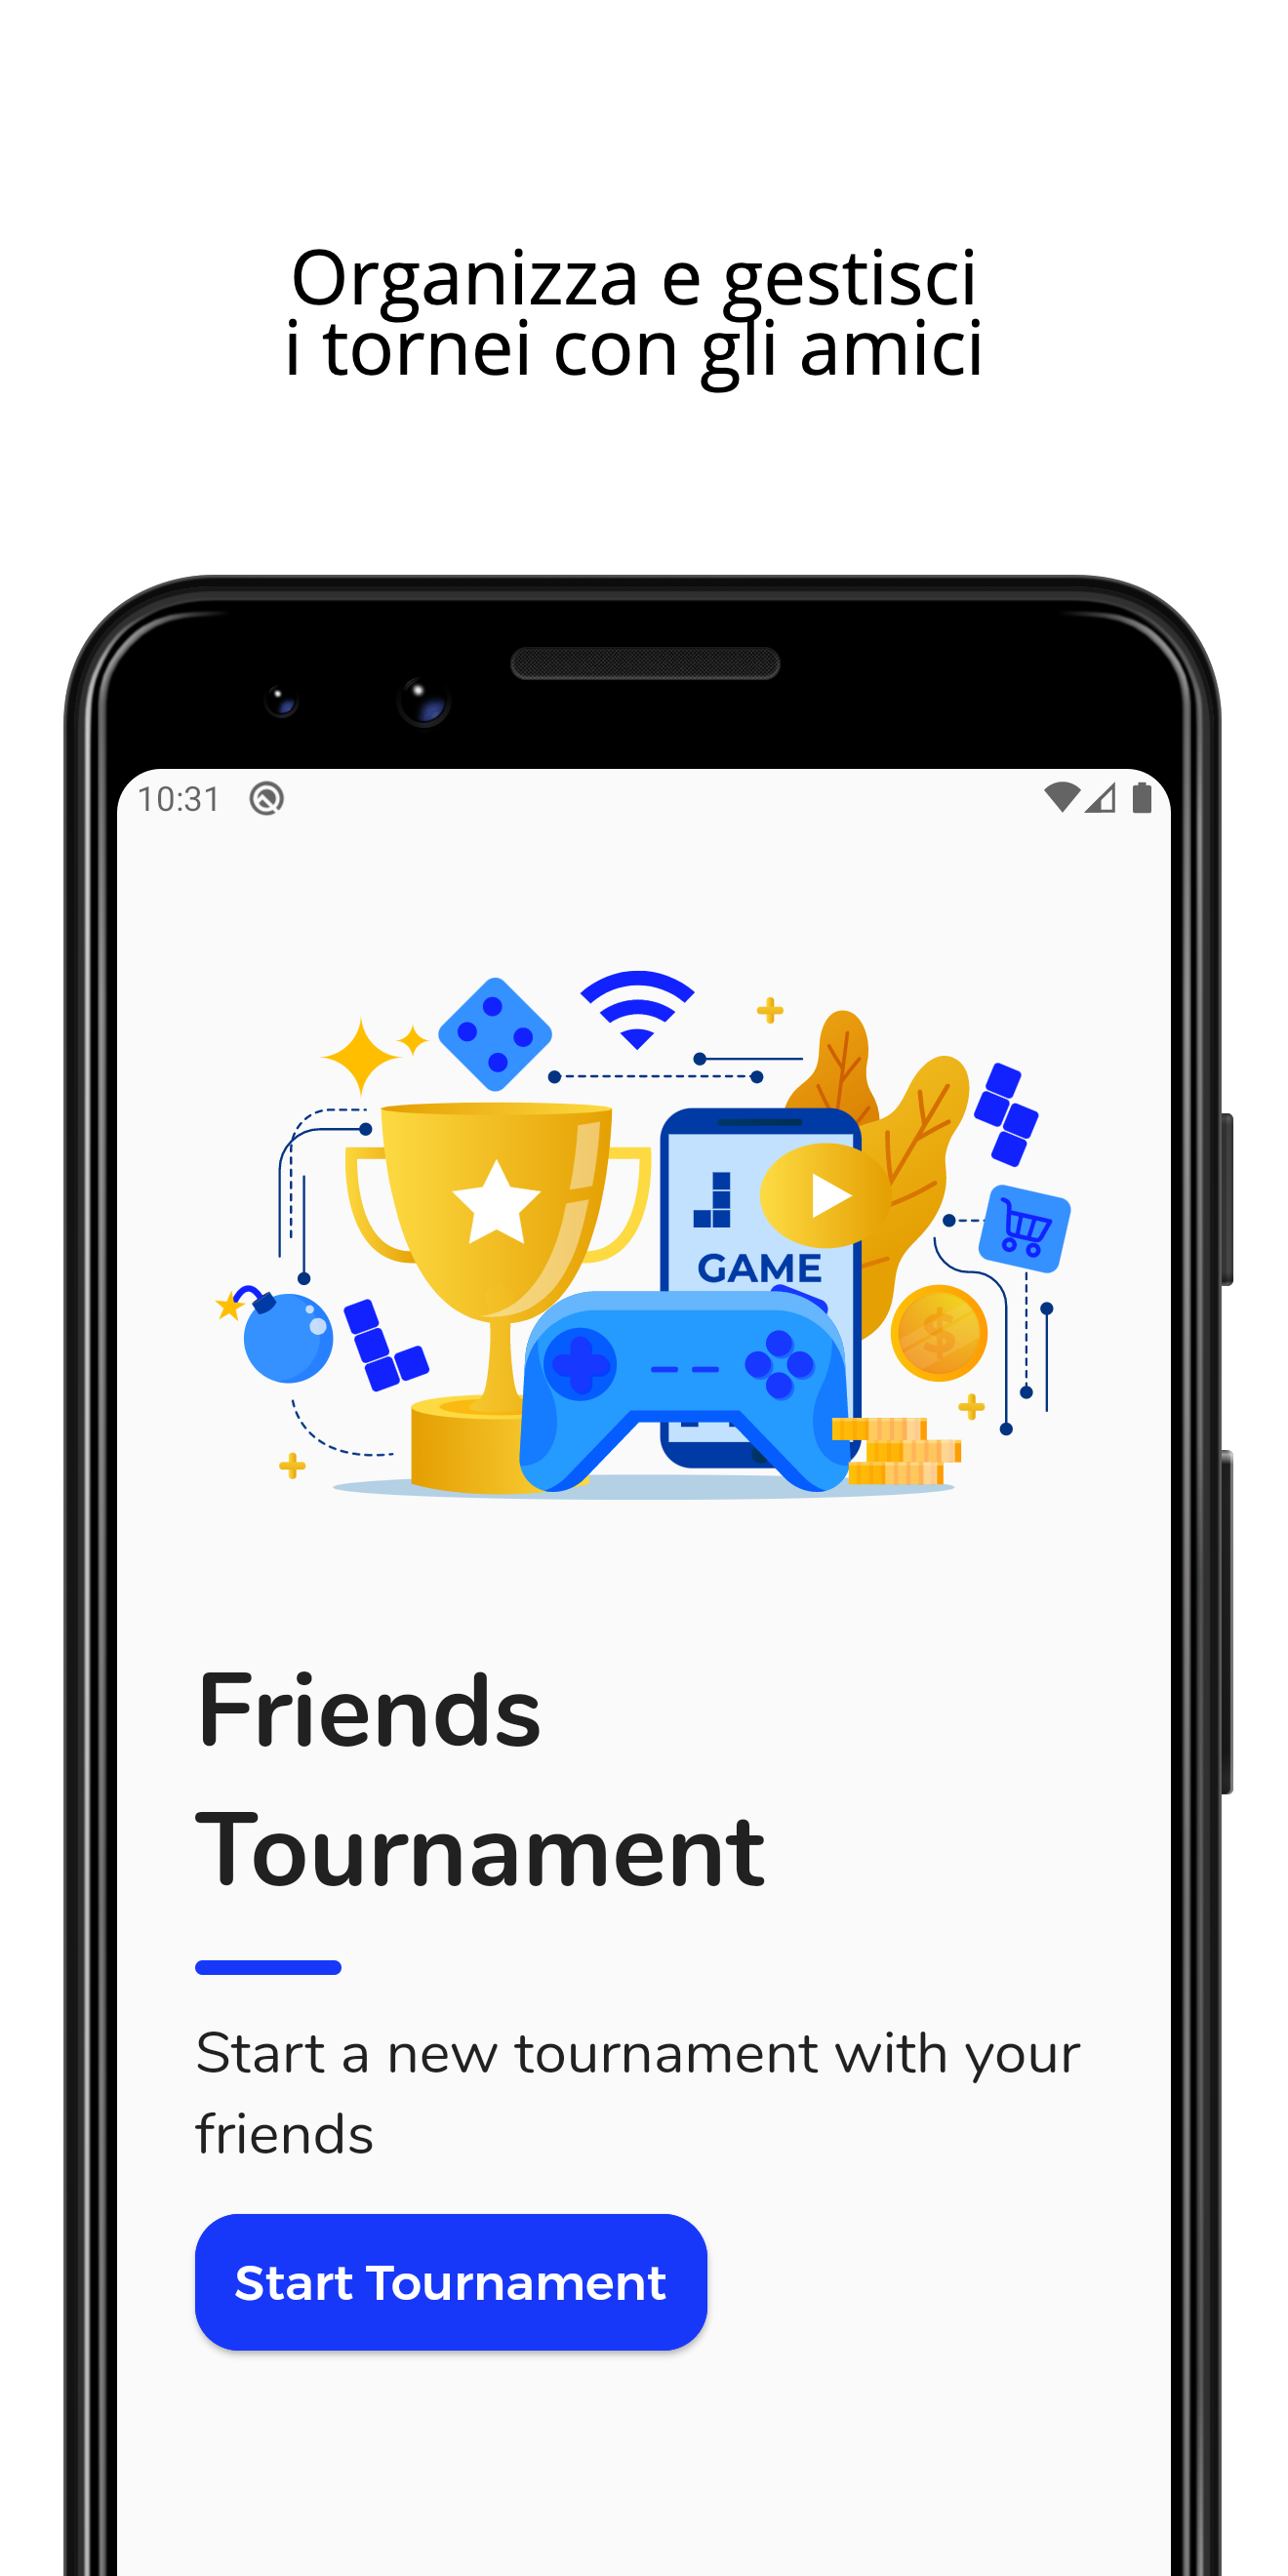 Organizza e gestisci
i tornei con gli amici
10:31
GAME
$
Friends
Tournament
Start a new tournament with your
friends
Start Tournament